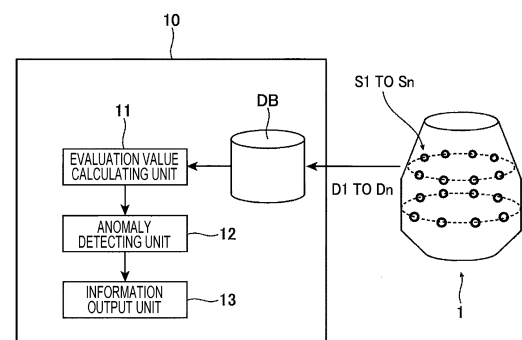 10
DB
S1 TO Sn
11
EVALUATION VALUE
CALCULATING UNIT
D1 TO Dn
ANOMALY
DETECTING UNIT
12
INFORMATION
OUTPUT UNIT
13
1